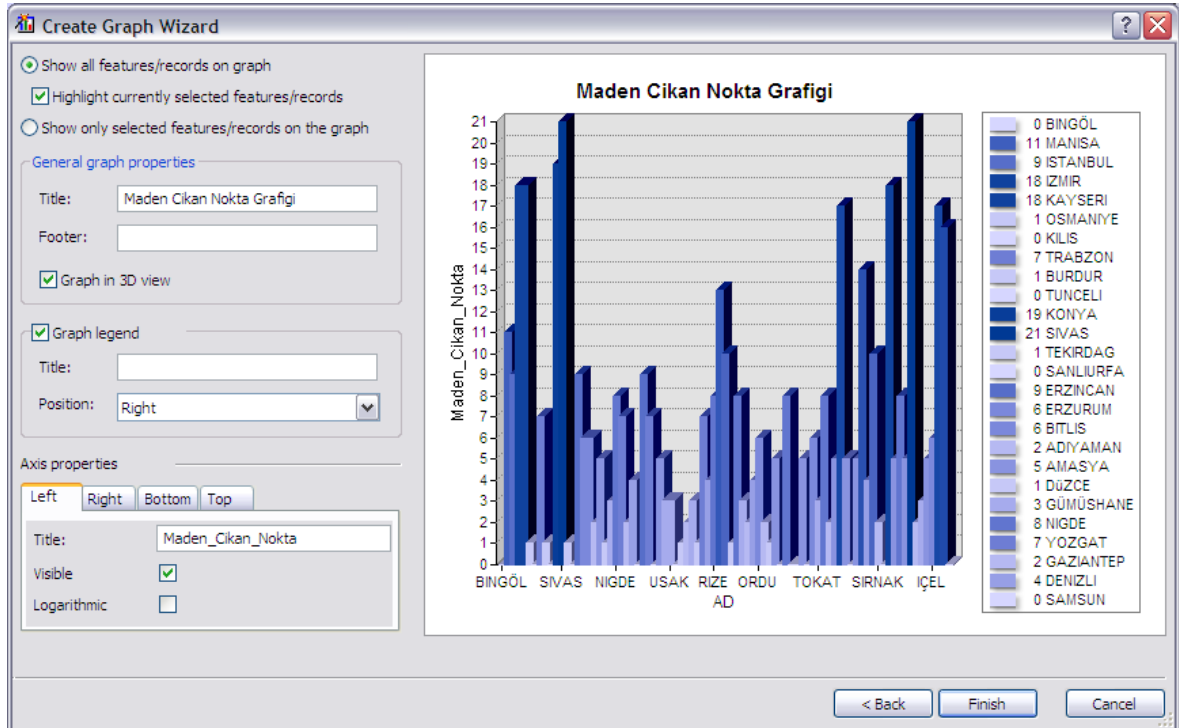 Create Graph Wizard
Show all features/records on graph
Highlight currently selected features/records
Show only selected features/records on the graph
General graph properties
Title: Maden Cikan Nokta Grafigi
Footer:
Graph in 3D view
Graph legend
Title:
Position: Right
Axis properties
Left Right Bottom Top
Title: Maden_Cikan_Nokta
Visible
Logarithmic
Maden Cikan Nokta Grafigi
Maden_Cikan_Nokta
21
20
19
18
17
16
15
14
13
12
11
10
9
8
7
6
5
4
3
2
1
0
BINGÖL SIVAS NIGDE USAK RIZE ORDU TOKAT SIRNAK IÇEL
AD
0 BINGÖL
11 MANISA
9 ISTANBUL
18 IZMIR
18 KAYSERI
1 OSMANIYE
0 KILIS
7 TRABZON
1 BURDUR
0 TUNCELI
19 KONYA
21 SIVAS
1 TEKIRDAG
0 SANLIURFA
9 ERZINCAN
6 ERZURUM
6 BITLIS
2 ADIYAMAN
5 AMASYA
1 DüZCE
3 GÜMÜSHANE
8 NIGDE
7 YOZGAT
2 GAZIANTEP
4 DENIZLI
0 SAMSUN
< Back Finish Cancel